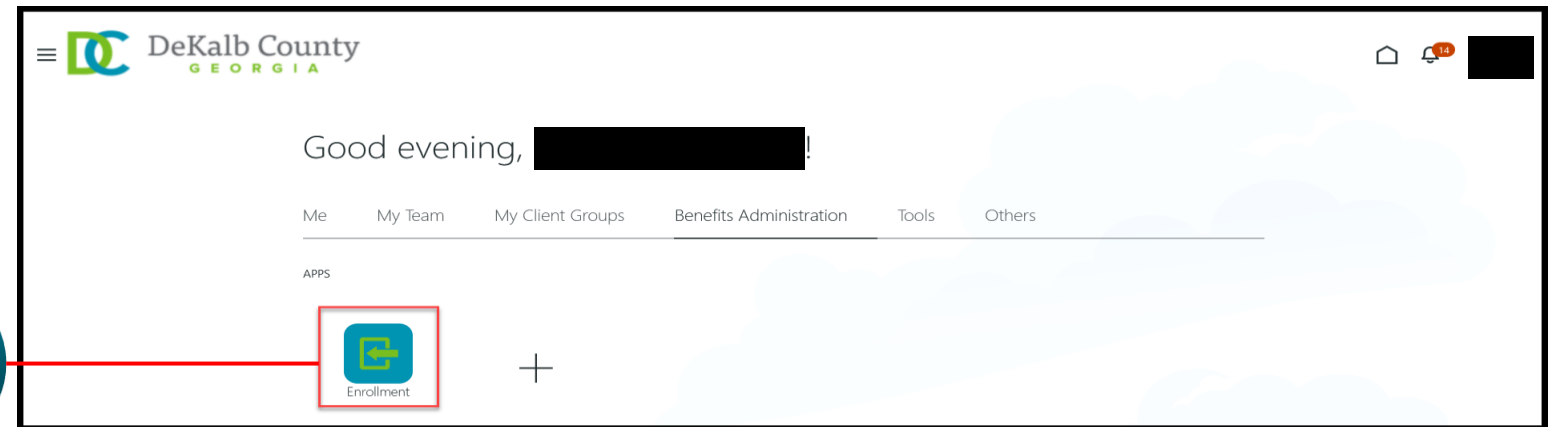 DeKalb County
GEORGIA
14
Good evening, !
Me My Team My Client Groups Benefits Administration Tools Others
APPS
Enrollment